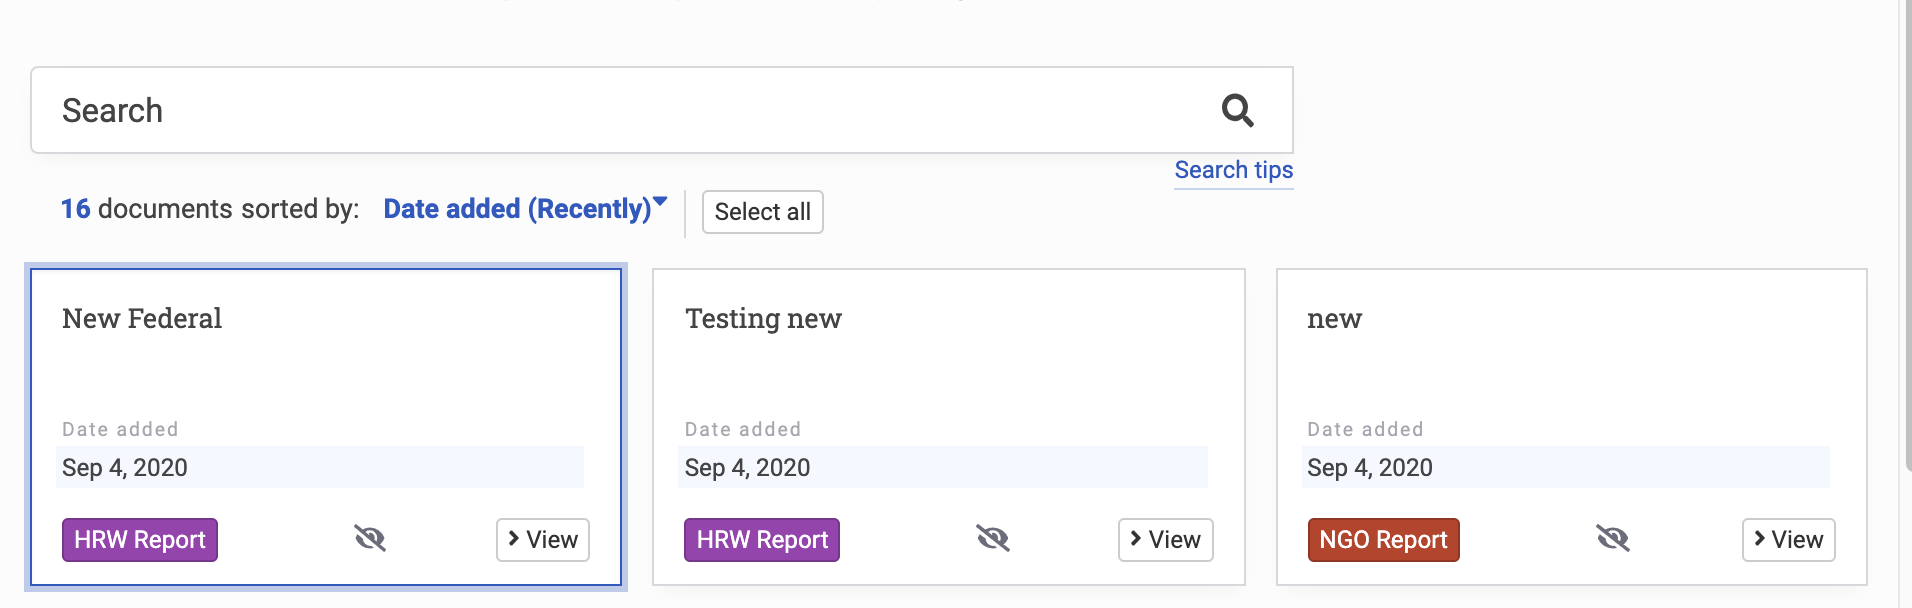 Search
Search tips
16 documents sorted by: Date added (Recently) Select all
New Federal
Date added
Sep 4, 2020
HRW Report View
Testing new
Date added
Sep 4, 2020
HRW Report View
new
Date added
Sep 4, 2020
NGO Report View